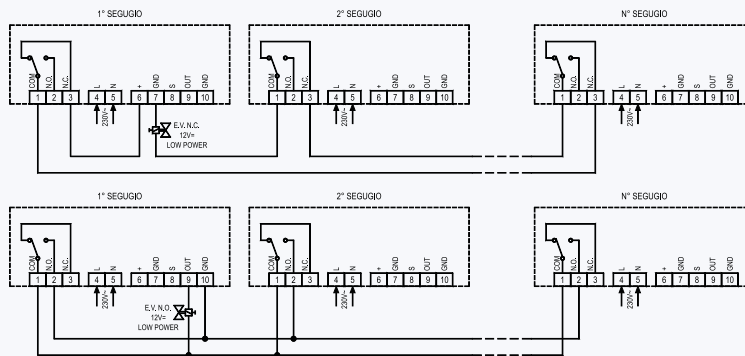 1° SEGUGIO 2° SEGUGIO N° SEGUGIO
COM N.O. N.C. L N + GND S OUT GND COM N.O. N.C. L N + GND S OUT GND COM N.O. N.C. L N + GND S OUT GND
1 2 3 4 5 6 7 8 9 10 1 2 3 4 5 6 7 8 9 10 1 2 3 4 5 6 7 8 9 10
230V~ 230V~ 230V~
E.V. N.C.
12V=
LOW POWER
1° SEGUGIO 2° SEGUGIO N° SEGUGIO
COM N.O. N.C. L N + GND S OUT GND COM N.O. N.C. L N + GND S OUT GND COM N.O. N.C. L N + GND S OUT GND
1 2 3 4 5 6 7 8 9 10 1 2 3 4 5 6 7 8 9 10 1 2 3 4 5 6 7 8 9 10
230V~ 230V~ 230V~
E.V. N.O.
12V=
LOW POWER